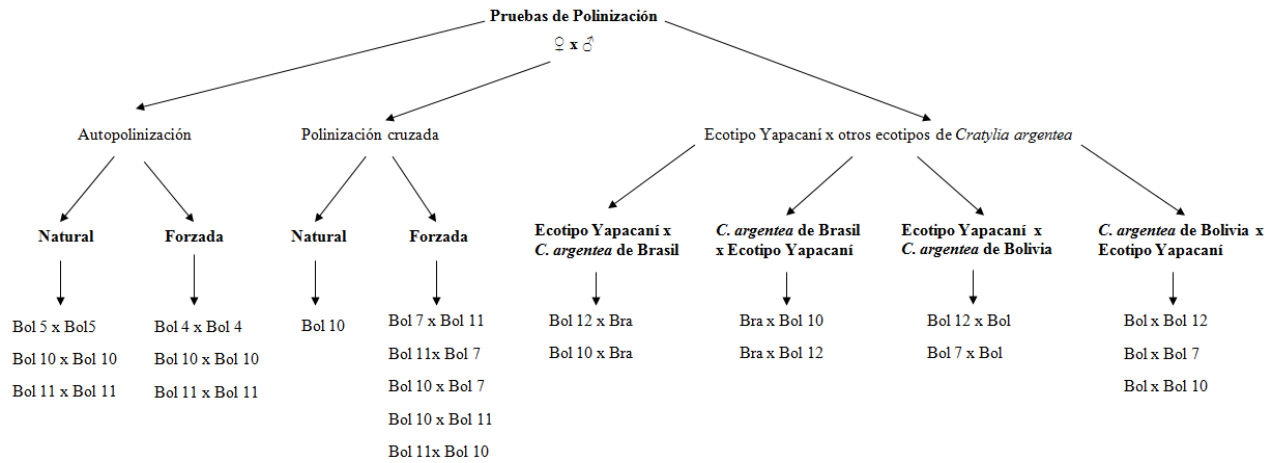 Pruebas de Polinización
♀ x ♂
Autopolinización
Polinización cruzada
Ecotipo Yapacaní x otros ecotipos de Cratylia argentea
Natural
Forzada
Natural
Forzada
Ecotipo Yapacaní x
C. argentea de Brasil
C. argentea de Brasil
x Ecotipo Yapacaní
Ecotipo Yapacaní x
C. argentea de Bolivia
C. argentea de Bolivia x
Ecotipo Yapacaní
Bol 5 x Bol5
Bol 10 x Bol 10
Bol 11 x Bol 11
Bol 4 x Bol 4
Bol 10 x Bol 10
Bol 11 x Bol 11
Bol 10
Bol 7 x Bol 11
Bol 11x Bol 7
Bol 10 x Bol 7
Bol 10 x Bol 11
Bol 11x Bol 10
Bol 12 x Bra
Bol 10 x Bra
Bra x Bol 10
Bra x Bol 12
Bol 12 x Bol
Bol 7 x Bol
Bol x Bol 12
Bol x Bol 7
Bol x Bol 10